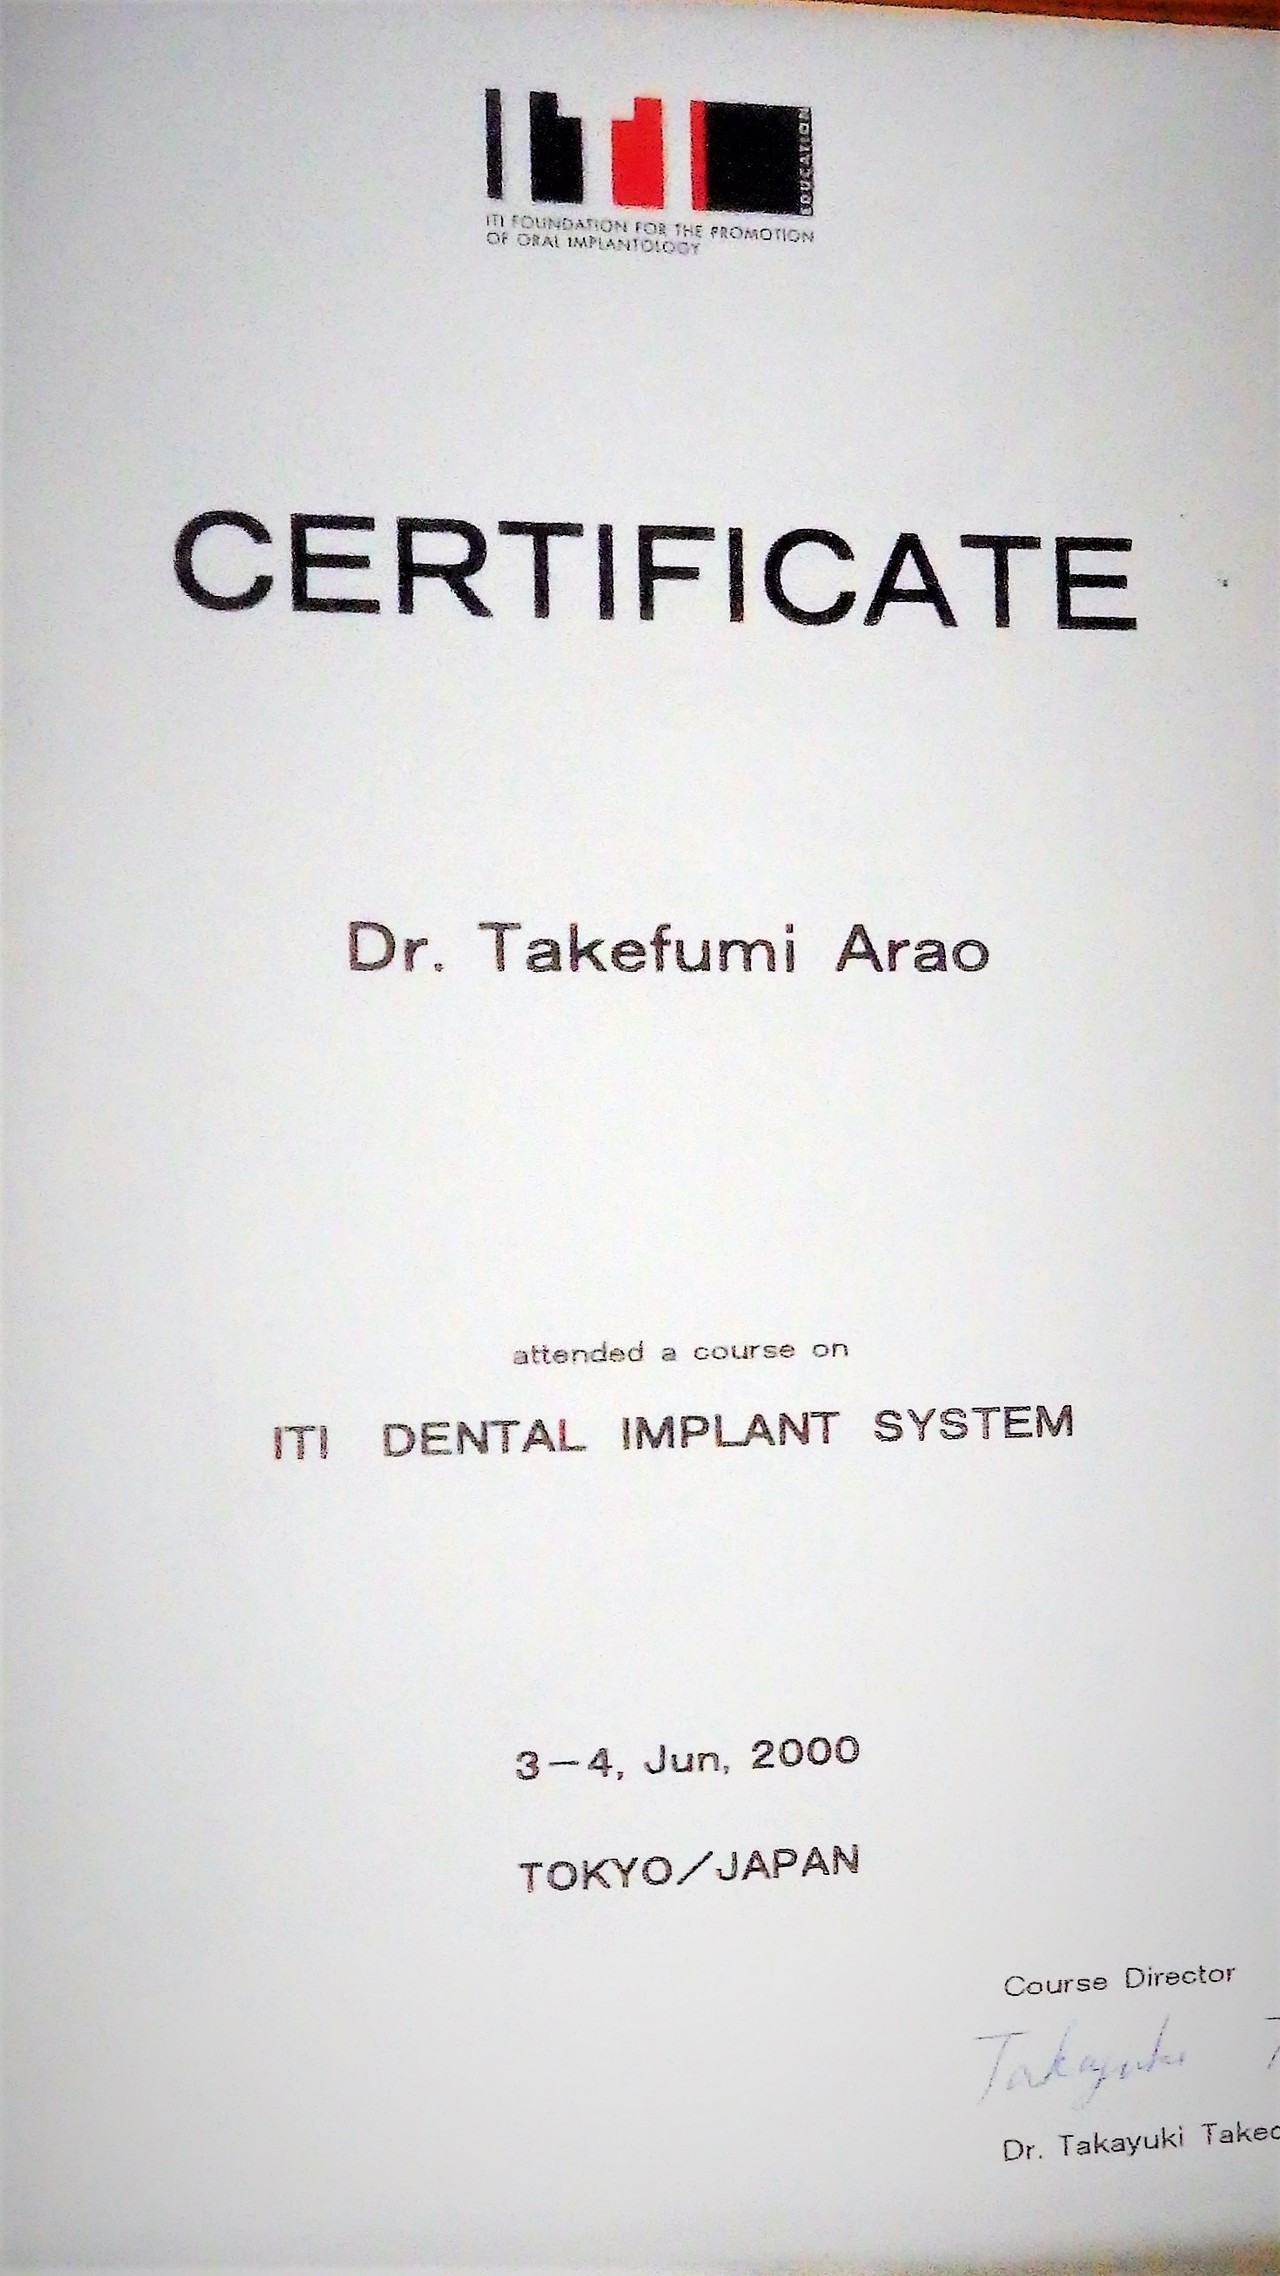 EDUCATION
ITI FOUNDATION FOR THE PROMOTION
OF ORAL IMPLANTOLOGY
CERTIFICATE
Dr. Takefumi Arao
attended a course on
ITI DENTAL IMPLANT SYSTEM
3-4, Jun, 2000
TOKYO/JAPAN
Course Director
Takayuki
Dr. Takayuki